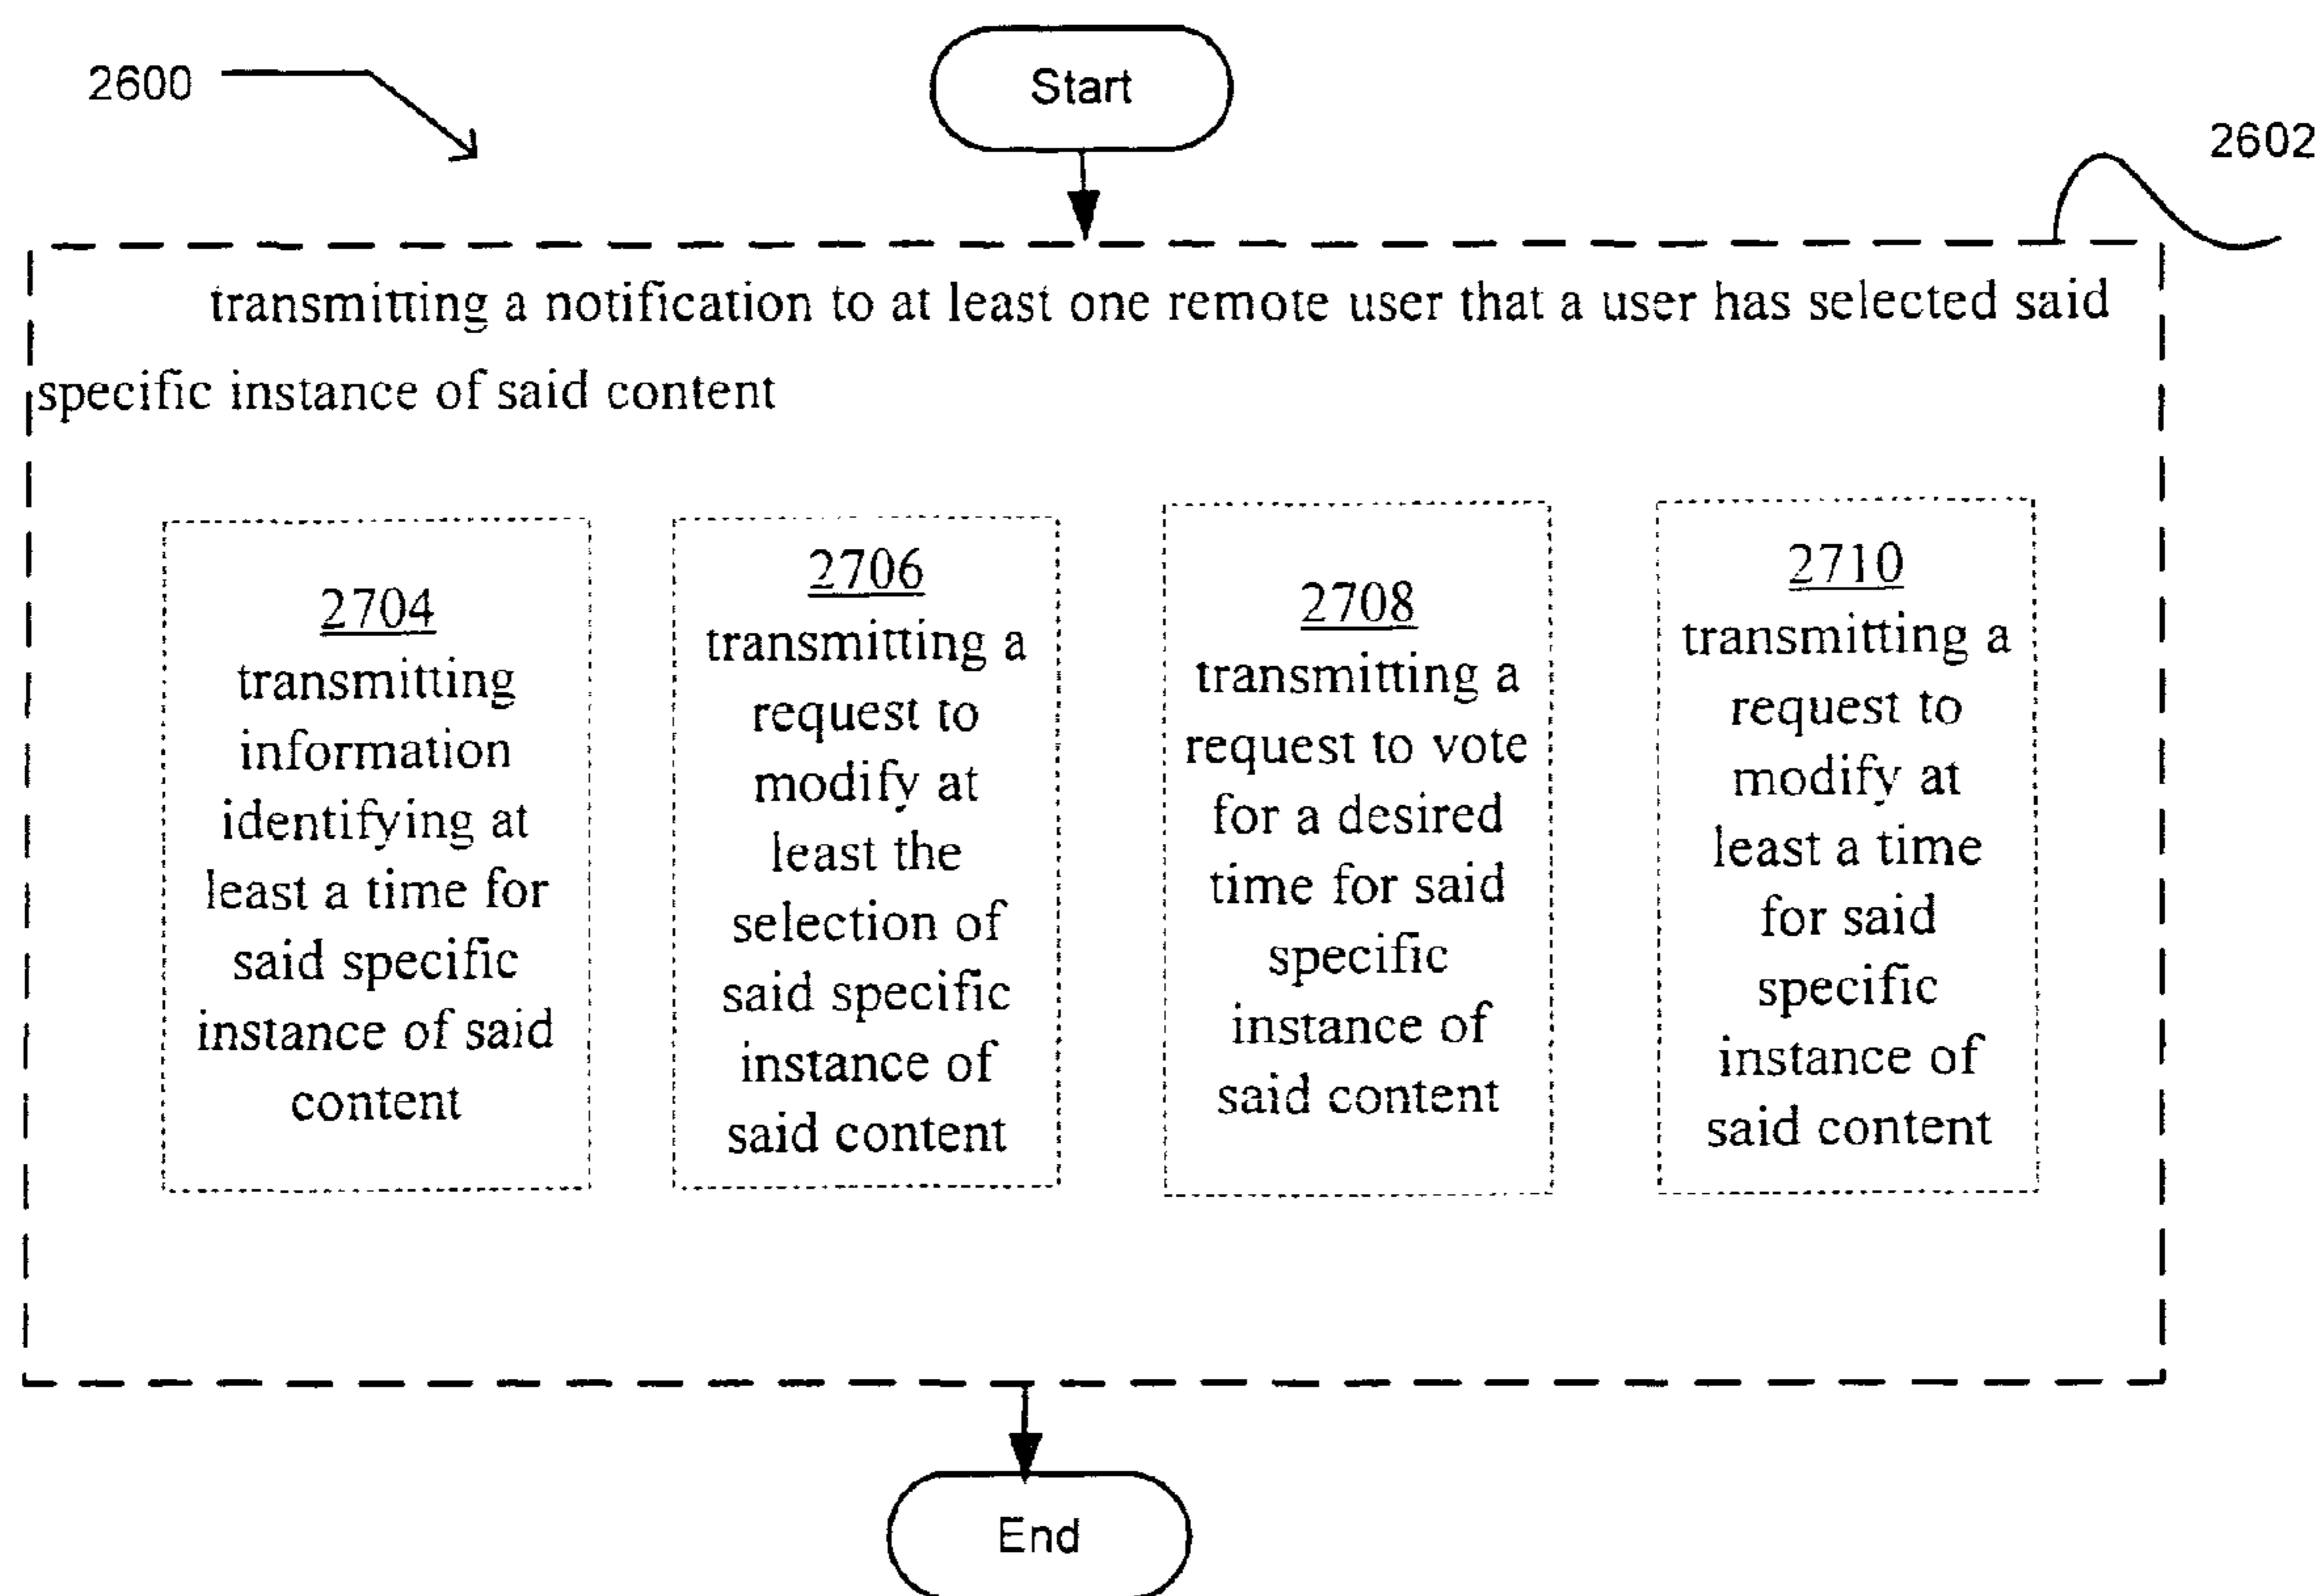 2600
Start
2602
transmitting a notification to at least one remote user that a user has selected said
specific instance of said content
2704
transmitting
information
identifying at
least a time for
said specific
instance of said
content
2706
transmitting a
request to
modify at
least the
selection of
said specific
instance of
said content
2708
transmitting a
request to vote
for a desired
time for said
specific
instance of
said content
2710
transmitting a
request to
modify at
least a time
for said
specific
instance of
said content
End